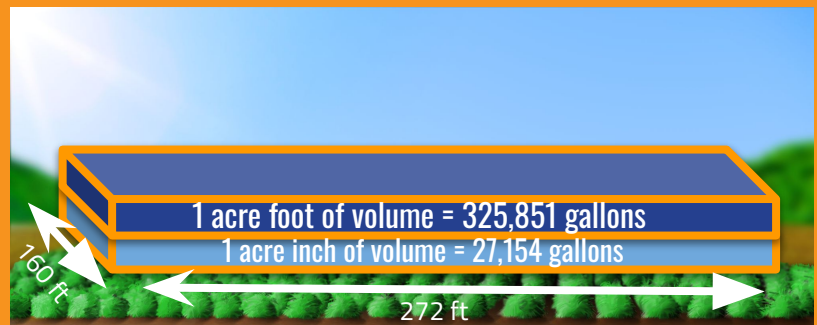 1 acre foot of volume = 325,851 gallons
1 acre inch of volume = 27,154 gallons
160 ft
272 ft